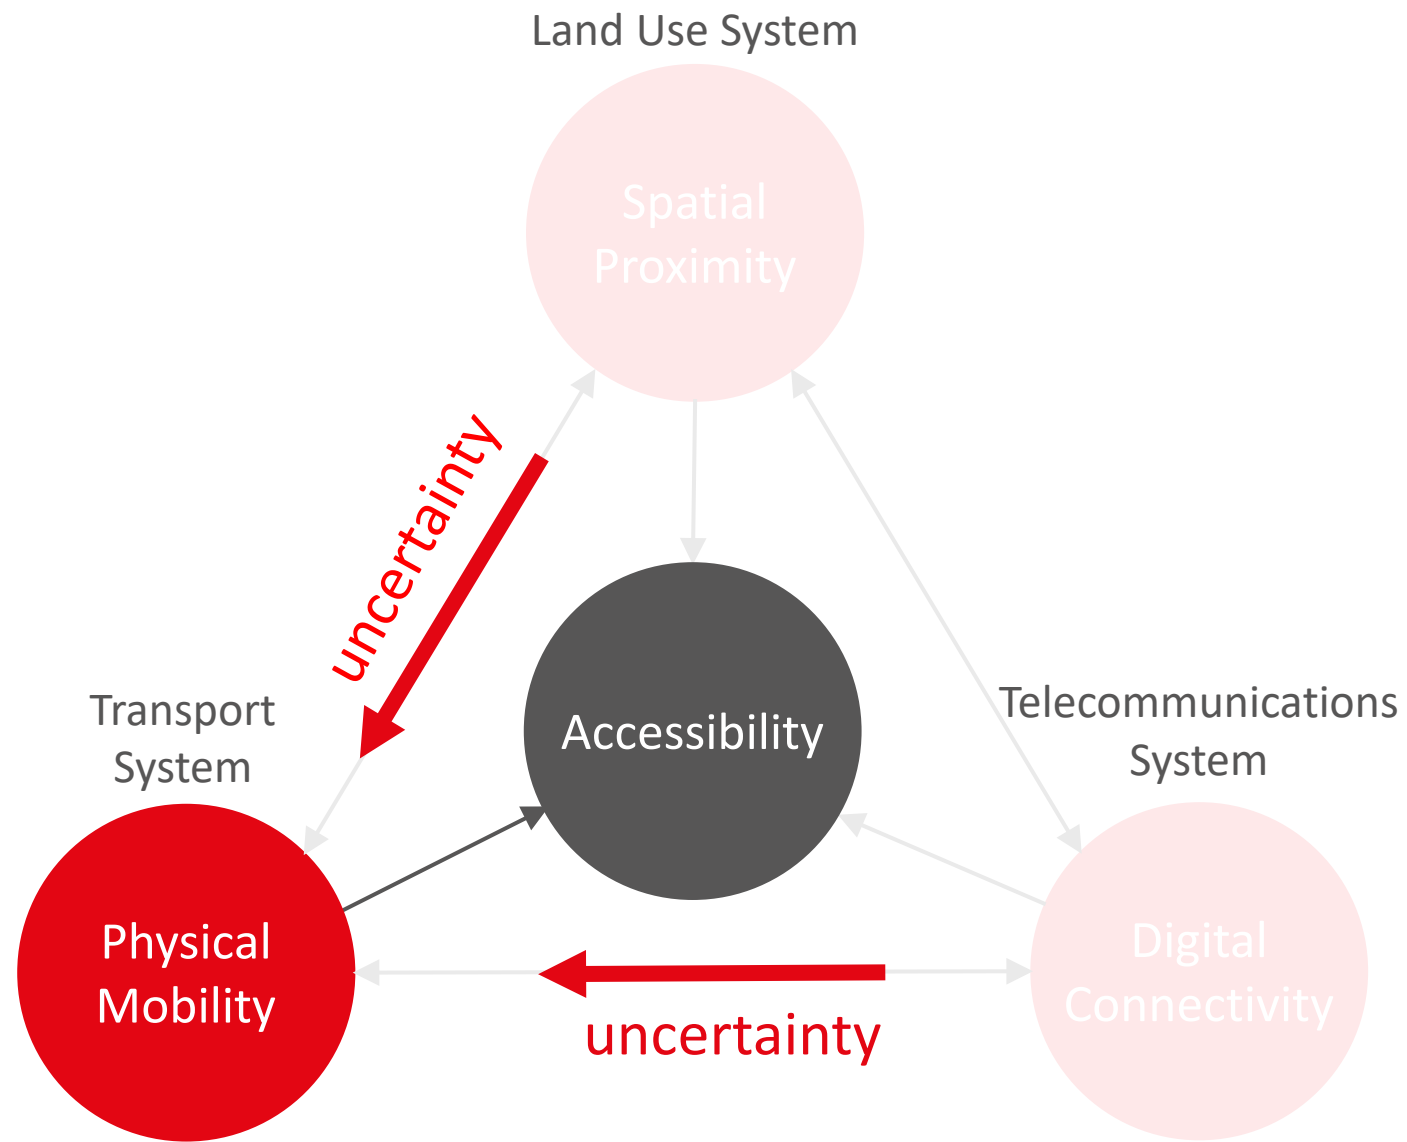 Land Use System
Spatial
Proximity
uncertainty
Transport
System
Accessibility
Telecommunications
System
Physical
Mobility
Digital
Connectivity
uncertainty